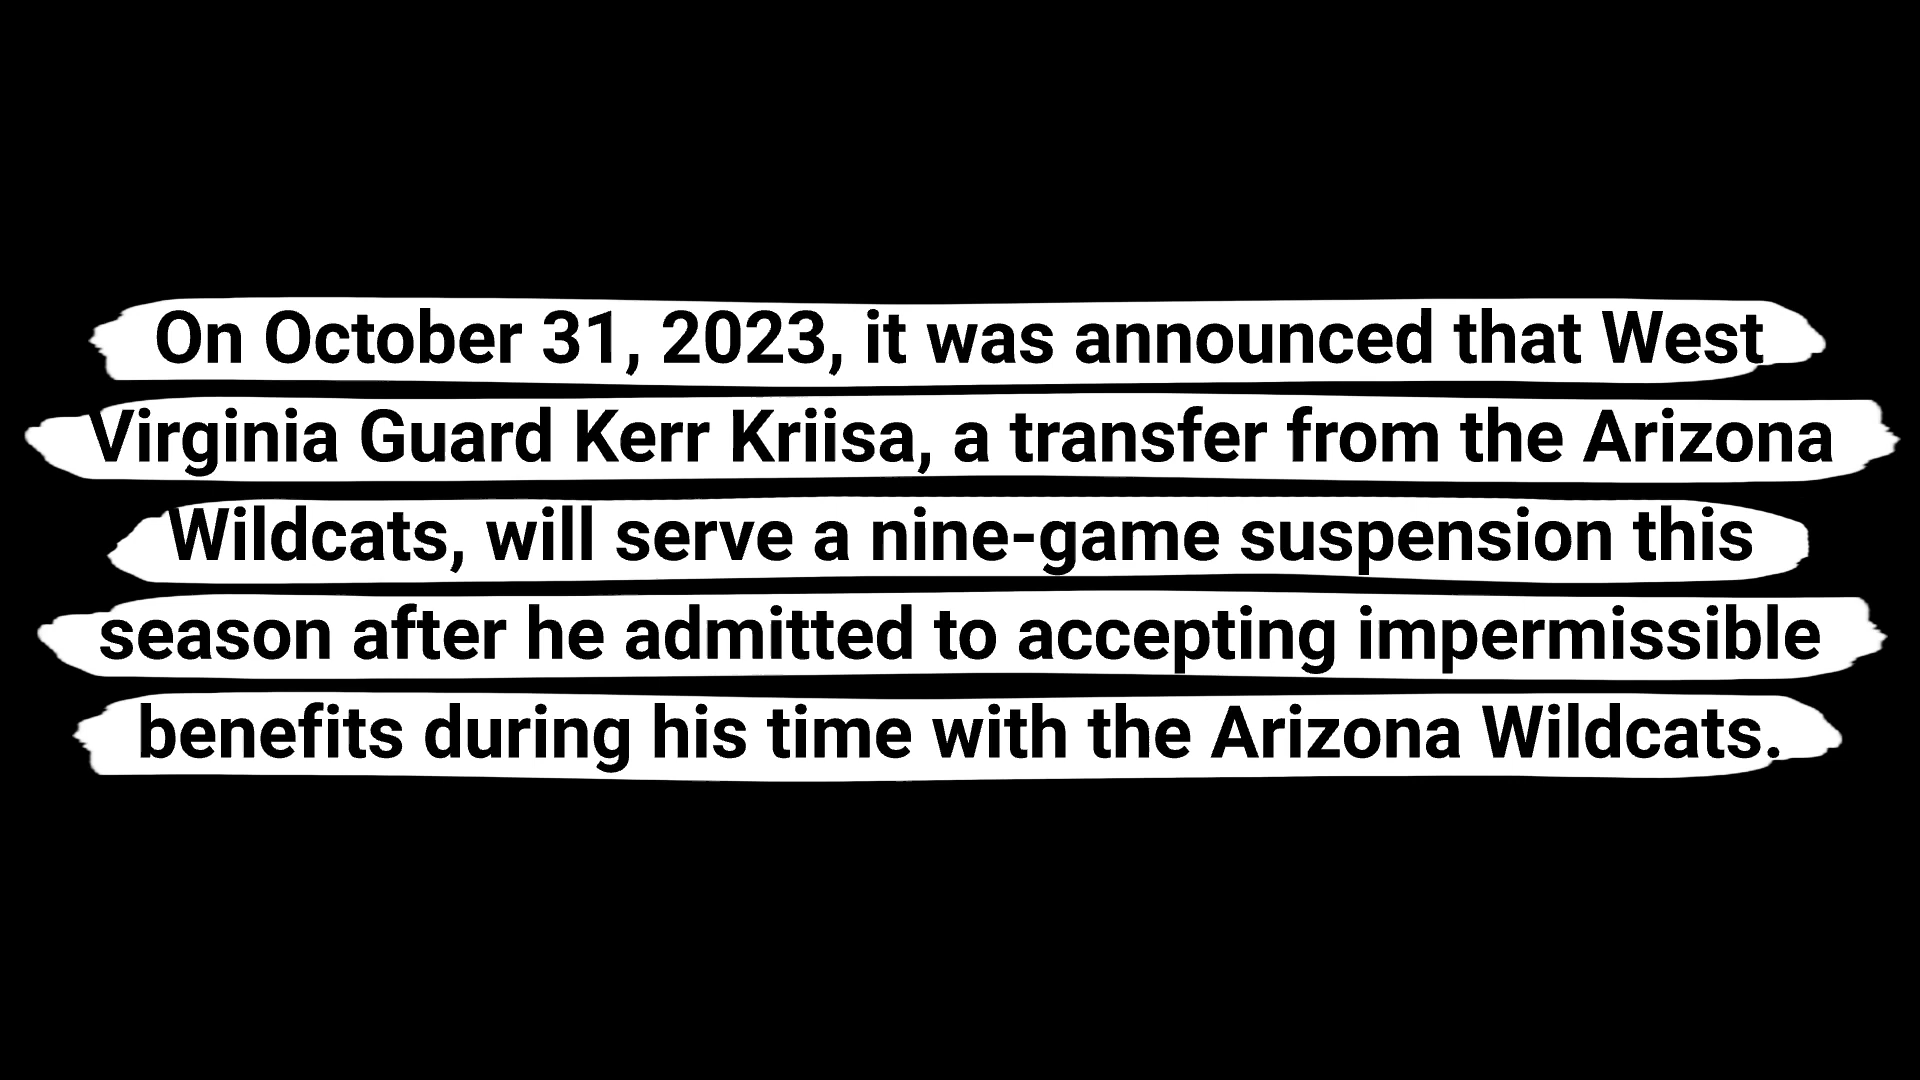 On October 31, 2023, it was announced that West
Virginia Guard Kerr Kriisa, a transfer from the Arizona
Wildcats, will serve a nine-game suspension this
season after he admitted to accepting impermissible
benefits during his time with the Arizona Wildcats.